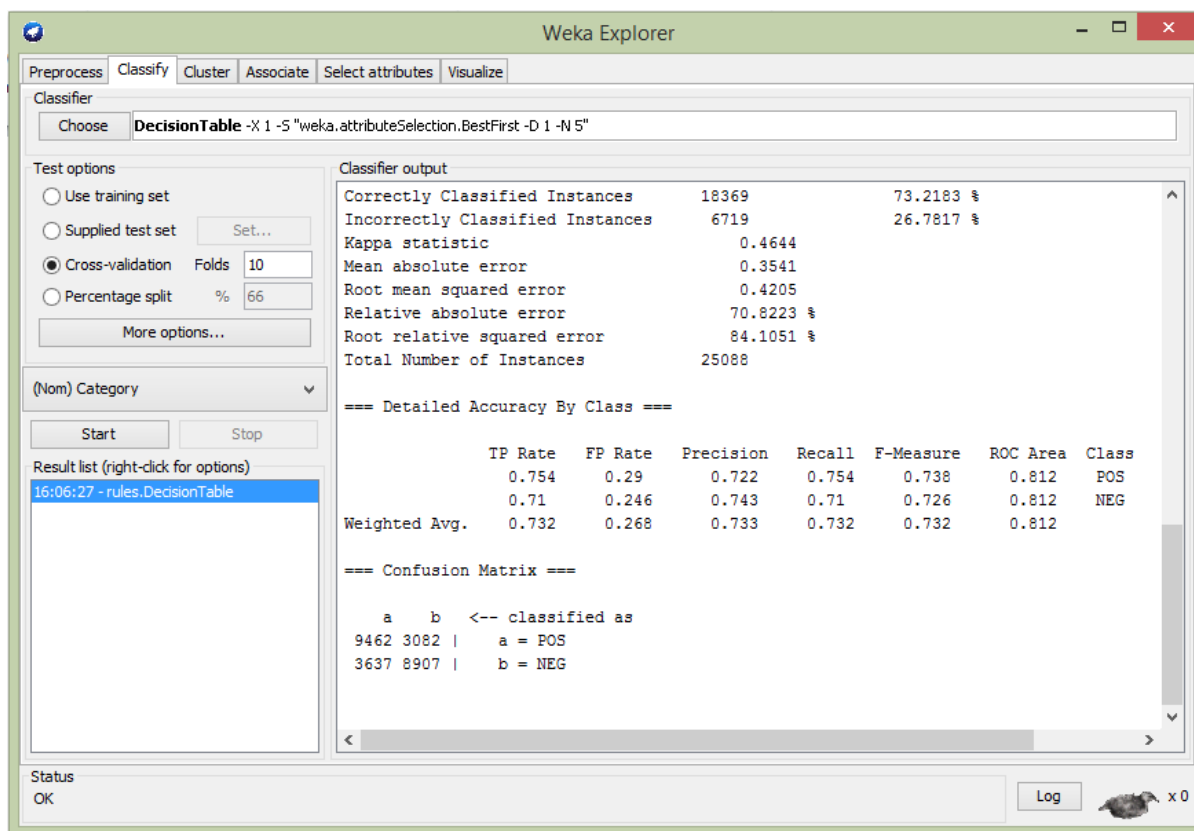 Weka Explorer
Preprocess Classify Cluster Associate Select attributes Visualize
Classifier
Choose DecisionTable -X 1 -S "weka.attributeSelection.BestFirst -D 1 -N 5"
Test options
Use training set
Supplied test set Set...
Cross-validation Folds 10
Percentage split % 66
More options...
(Nom) Category
Start Stop
Result list (right-click for options)
16:06:27 - rules.DecisionTable
Classifier output
Correctly Classified Instances 18369 73.2183 %
Incorrectly Classified Instances 6719 26.7817 %
Kappa statistic 0.4644
Mean absolute error 0.3541
Root mean squared error 0.4205
Relative absolute error 70.8223 %
Root relative squared error 84.1051 %
Total Number of Instances 25088
=== Detailed Accuracy By Class ===
TP Rate FP Rate Precision Recall F-Measure ROC Area Class
0.754 0.29 0.722 0.754 0.738 0.812 POS
0.71 0.246 0.743 0.71 0.726 0.812 NEG
Weighted Avg. 0.732 0.268 0.733 0.732 0.732 0.812
=== Confusion Matrix ===
a b <-- classified as
9462 3082 | a = POS
3637 8907 | b = NEG
Status
OK
Log x 0